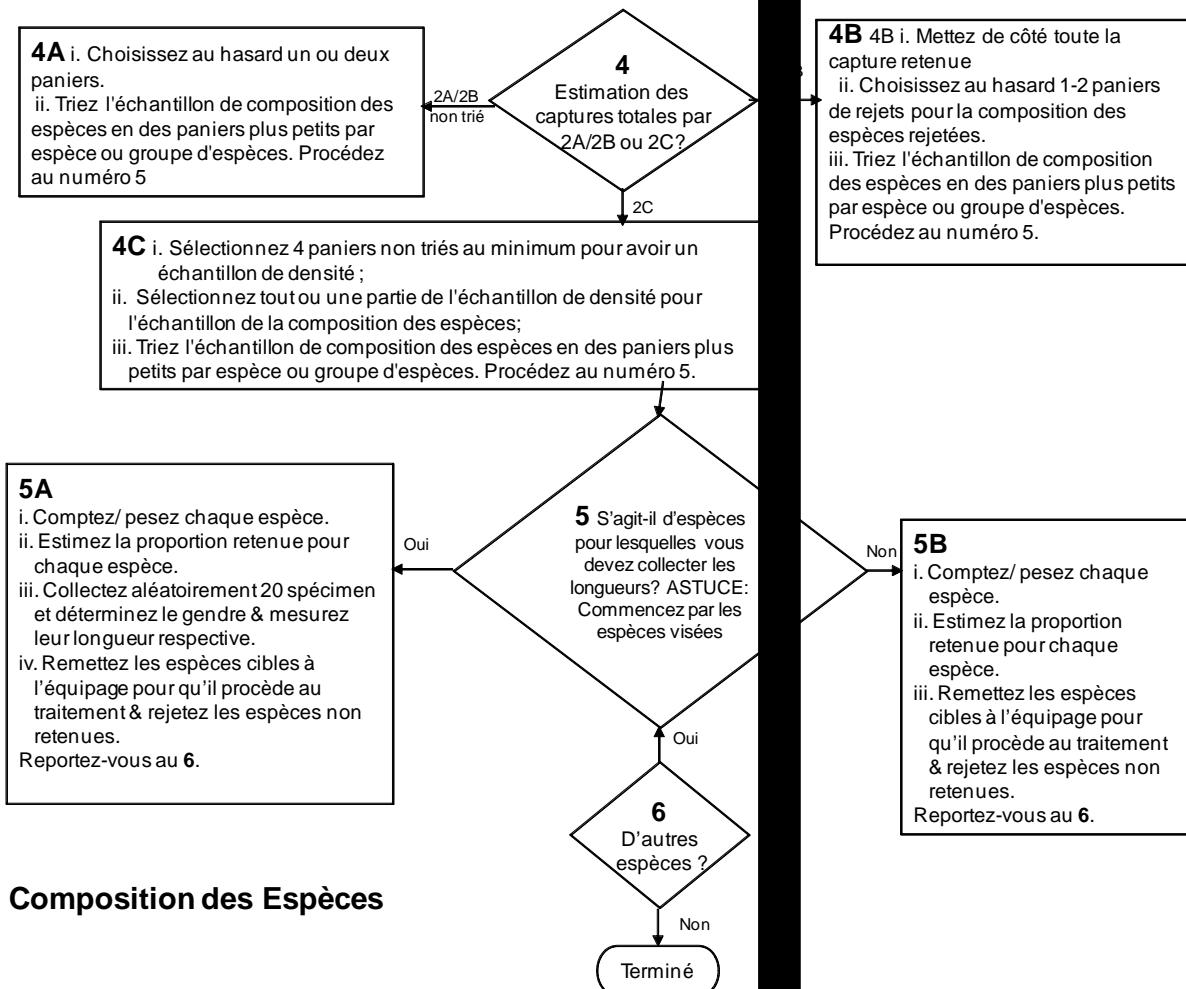 4A i. Choisissez au hasard un ou deux
paniers.
ii. Triez l'échantillon de composition des
espèces en des paniers plus petits par
espèce ou groupe d'espèces. Procédez
au numéro 5
2A/2B
non trié
4
Estimation des
captures totales par
2A/2B ou 2C?
4B 4B i. Mettez de côté toute la
capture retenue
ii. Choisissez au hasard 1-2 paniers
de rejets pour la composition des
espèces rejetées.
iii. Triez l'échantillon de composition
des espèces en des paniers plus petits
par espèce ou groupe d'espèces.
Procédez au numéro 5.
2C
4C i. Sélectionnez 4 paniers non triés au minimum pour avoir un
échantillon de densité ;
ii. Sélectionnez tout ou une partie de l'échantillon de densité pour
l'échantillon de la composition des espèces;
iii. Triez l'échantillon de composition des espèces en des paniers plus
petits par espèce ou groupe d'espèces. Procédez au numéro 5.
5A
i. Comptez/ pesez chaque espèce.
ii. Estimez la proportion retenue pour
chaque espèce.
iii. Collectez aléatoirement 20 spécimen
et déterminez le gendre & mesurez
leur longueur respective.
iv. Remettez les espèces cibles à
l'équipage pour qu'il procède au
traitement & rejetez les espèces non
retenues.
Reportez-vous au 6.
Oui
5 S'agit-il d'espèces
pour lesquelles vous
devez collecter les
longueurs? ASTUCE:
Commencez par les
espèces visées
Non
5B
i. Comptez/ pesez chaque
espèce.
ii. Estimez la proportion
retenue pour chaque
espèce.
iii. Remettez les espèces
cibles à l'équipage pour
qu'il procède au traitement
& rejetez les espèces non
retenues.
Reportez-vous au 6.
Oui
6
D'autres
espèces ?
Composition des Espèces
Non
Terminé